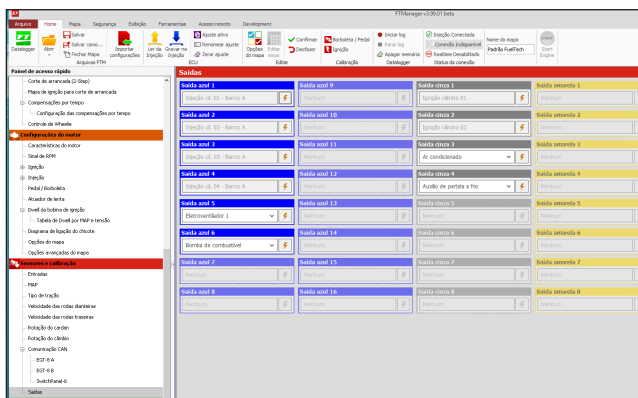 FTManager v3.99.01 beta
Arquivo Home Mapa Segurança Exibição Ferramentas Acesso remoto Development
Datalogger
Abrir
Salvar
Salvar como...
Fechar Mapa
Importar configurações
Arquivos FTM
Ler da Injeção
Gravar na Injeção
Ajuste ativo
Renomear ajuste
Zerar ajuste
ECU
Opções do mapa
Editar eixos
Confirmar
Desfazer
Editar
Borboleta / Pedal
Ignição
Calibração
Iniciar log
Parar log
Apagar memória
Datalogger
Injeção Conectada
Conexão Indisponível
Realtime Desabilitado
Status da conexão
Nome do mapa:
Padrão FuelTech
Start Engine
Painel de acesso rápido
Corte de arrancada (2-Step)
Mapa de ignição para corte de arrancada
Compensações por tempo
Configuração das compensações por tempo
Controle de Wheelie
Configurações do motor
Características do motor
Sinal de RPM
Ignição
Injeção
Pedal / Borboleta
Atuador de lenta
Dwell da bobina de ignição
Tabela de Dwell por MAP e tensão
Diagrama de ligação do chicote
Opções do mapa
Opções avançadas do mapa
Sensores e calibração
Entradas
MAP
Tipo de tração
Velocidade das rodas dianteiras
Velocidade das rodas traseiras
Rotação do cardan
Rotação do câmbio
Comunicação CAN
EGT-8 A
EGT-8 B
SwitchPanel-8
Saídas
Saídas
Saída azul 1
Injeção cil. 01 - Banco A
Saída azul 2
Injeção cil. 02 - Banco A
Saída azul 3
Injeção cil. 03 - Banco A
Saída azul 4
Injeção cil. 04 - Banco A
Saída azul 5
Eletroventilador 1
Saída azul 6
Bomba de combustível
Saída azul 7
Nenhum
Saída azul 8
Nenhum
Saída azul 9
Nenhum
Saída azul 10
Nenhum
Saída azul 11
Nenhum
Saída azul 12
Nenhum
Saída azul 13
Nenhum
Saída azul 14
Nenhum
Saída azul 15
Nenhum
Saída azul 16
Nenhum
Saída cinza 1
Ignição cilindro 01
Saída cinza 2
Ignição cilindro 02
Saída cinza 3
Ar condicionado
Saída cinza 4
Auxílio de partida a frio
Saída cinza 5
Nenhum
Saída cinza 6
Nenhum
Saída cinza 7
Nenhum
Saída cinza 8
Nenhum
Saída amarela 1
Nenhum
Saída amarela 2
Nenhum
Saída amarela 3
Nenhum
Saída amarela 4
Nenhum
Saída amarela 5
Nenhum
Saída amarela 6
Nenhum
Saída amarela 7
Nenhum
Saída amarela 8
Nenhum